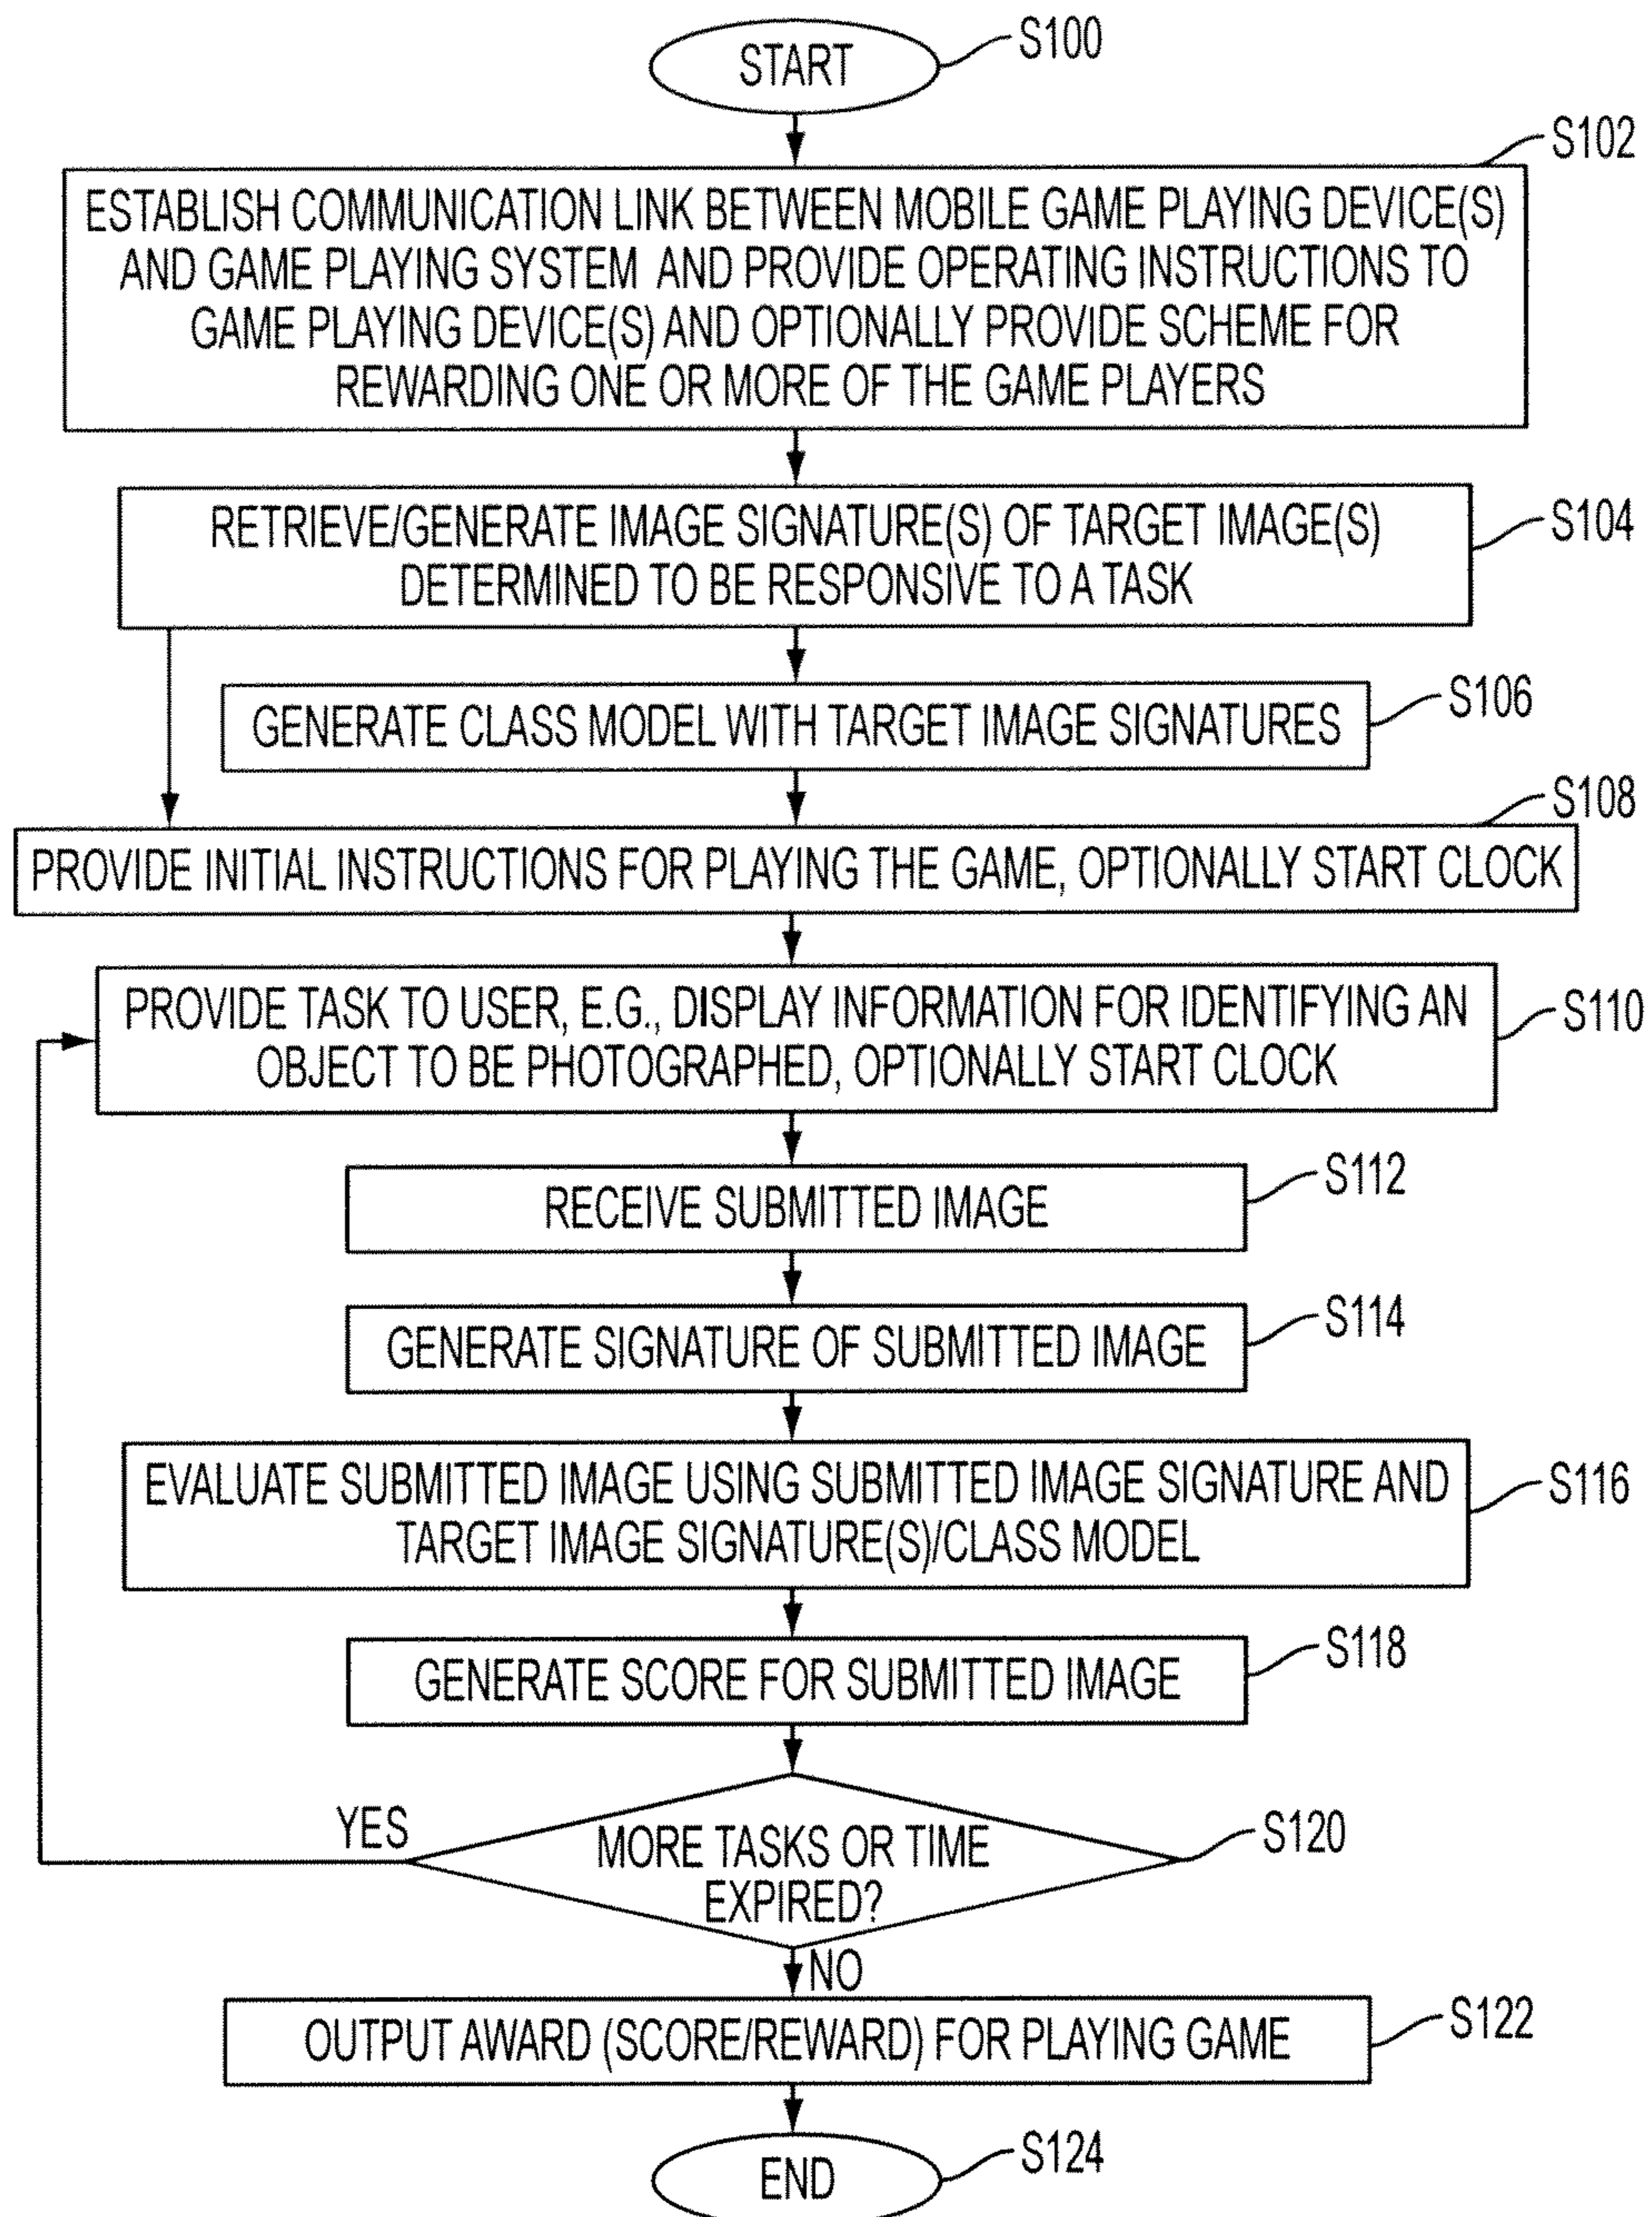 START
S100
S102
ESTABLISH COMMUNICATION LINK BETWEEN MOBILE GAME PLAYING DEVICE(S)
AND GAME PLAYING SYSTEM AND PROVIDE OPERATING INSTRUCTIONS TO
GAME PLAYING DEVICE(S) AND OPTIONALLY PROVIDE SCHEME FOR
REWARDING ONE OR MORE OF THE GAME PLAYERS
RETRIEVE/GENERATE IMAGE SIGNATURE(S) OF TARGET IMAGE(S)
DETERMINED TO BE RESPONSIVE TO A TASK
S104
GENERATE CLASS MODEL WITH TARGET IMAGE SIGNATURES
S106
S108
PROVIDE INITIAL INSTRUCTIONS FOR PLAYING THE GAME, OPTIONALLY START CLOCK
PROVIDE TASK TO USER, E.G., DISPLAY INFORMATION FOR IDENTIFYING AN
OBJECT TO BE PHOTOGRAPHED, OPTIONALLY START CLOCK
S110
RECEIVE SUBMITTED IMAGE
S112
GENERATE SIGNATURE OF SUBMITTED IMAGE
S114
EVALUATE SUBMITTED IMAGE USING SUBMITTED IMAGE SIGNATURE AND
TARGET IMAGE SIGNATURE(S)/CLASS MODEL
S116
GENERATE SCORE FOR SUBMITTED IMAGE
S118
YES
MORE TASKS OR TIME
EXPIRED?
S120
NO
OUTPUT AWARD (SCORE/REWARD) FOR PLAYING GAME
S122
END
S124